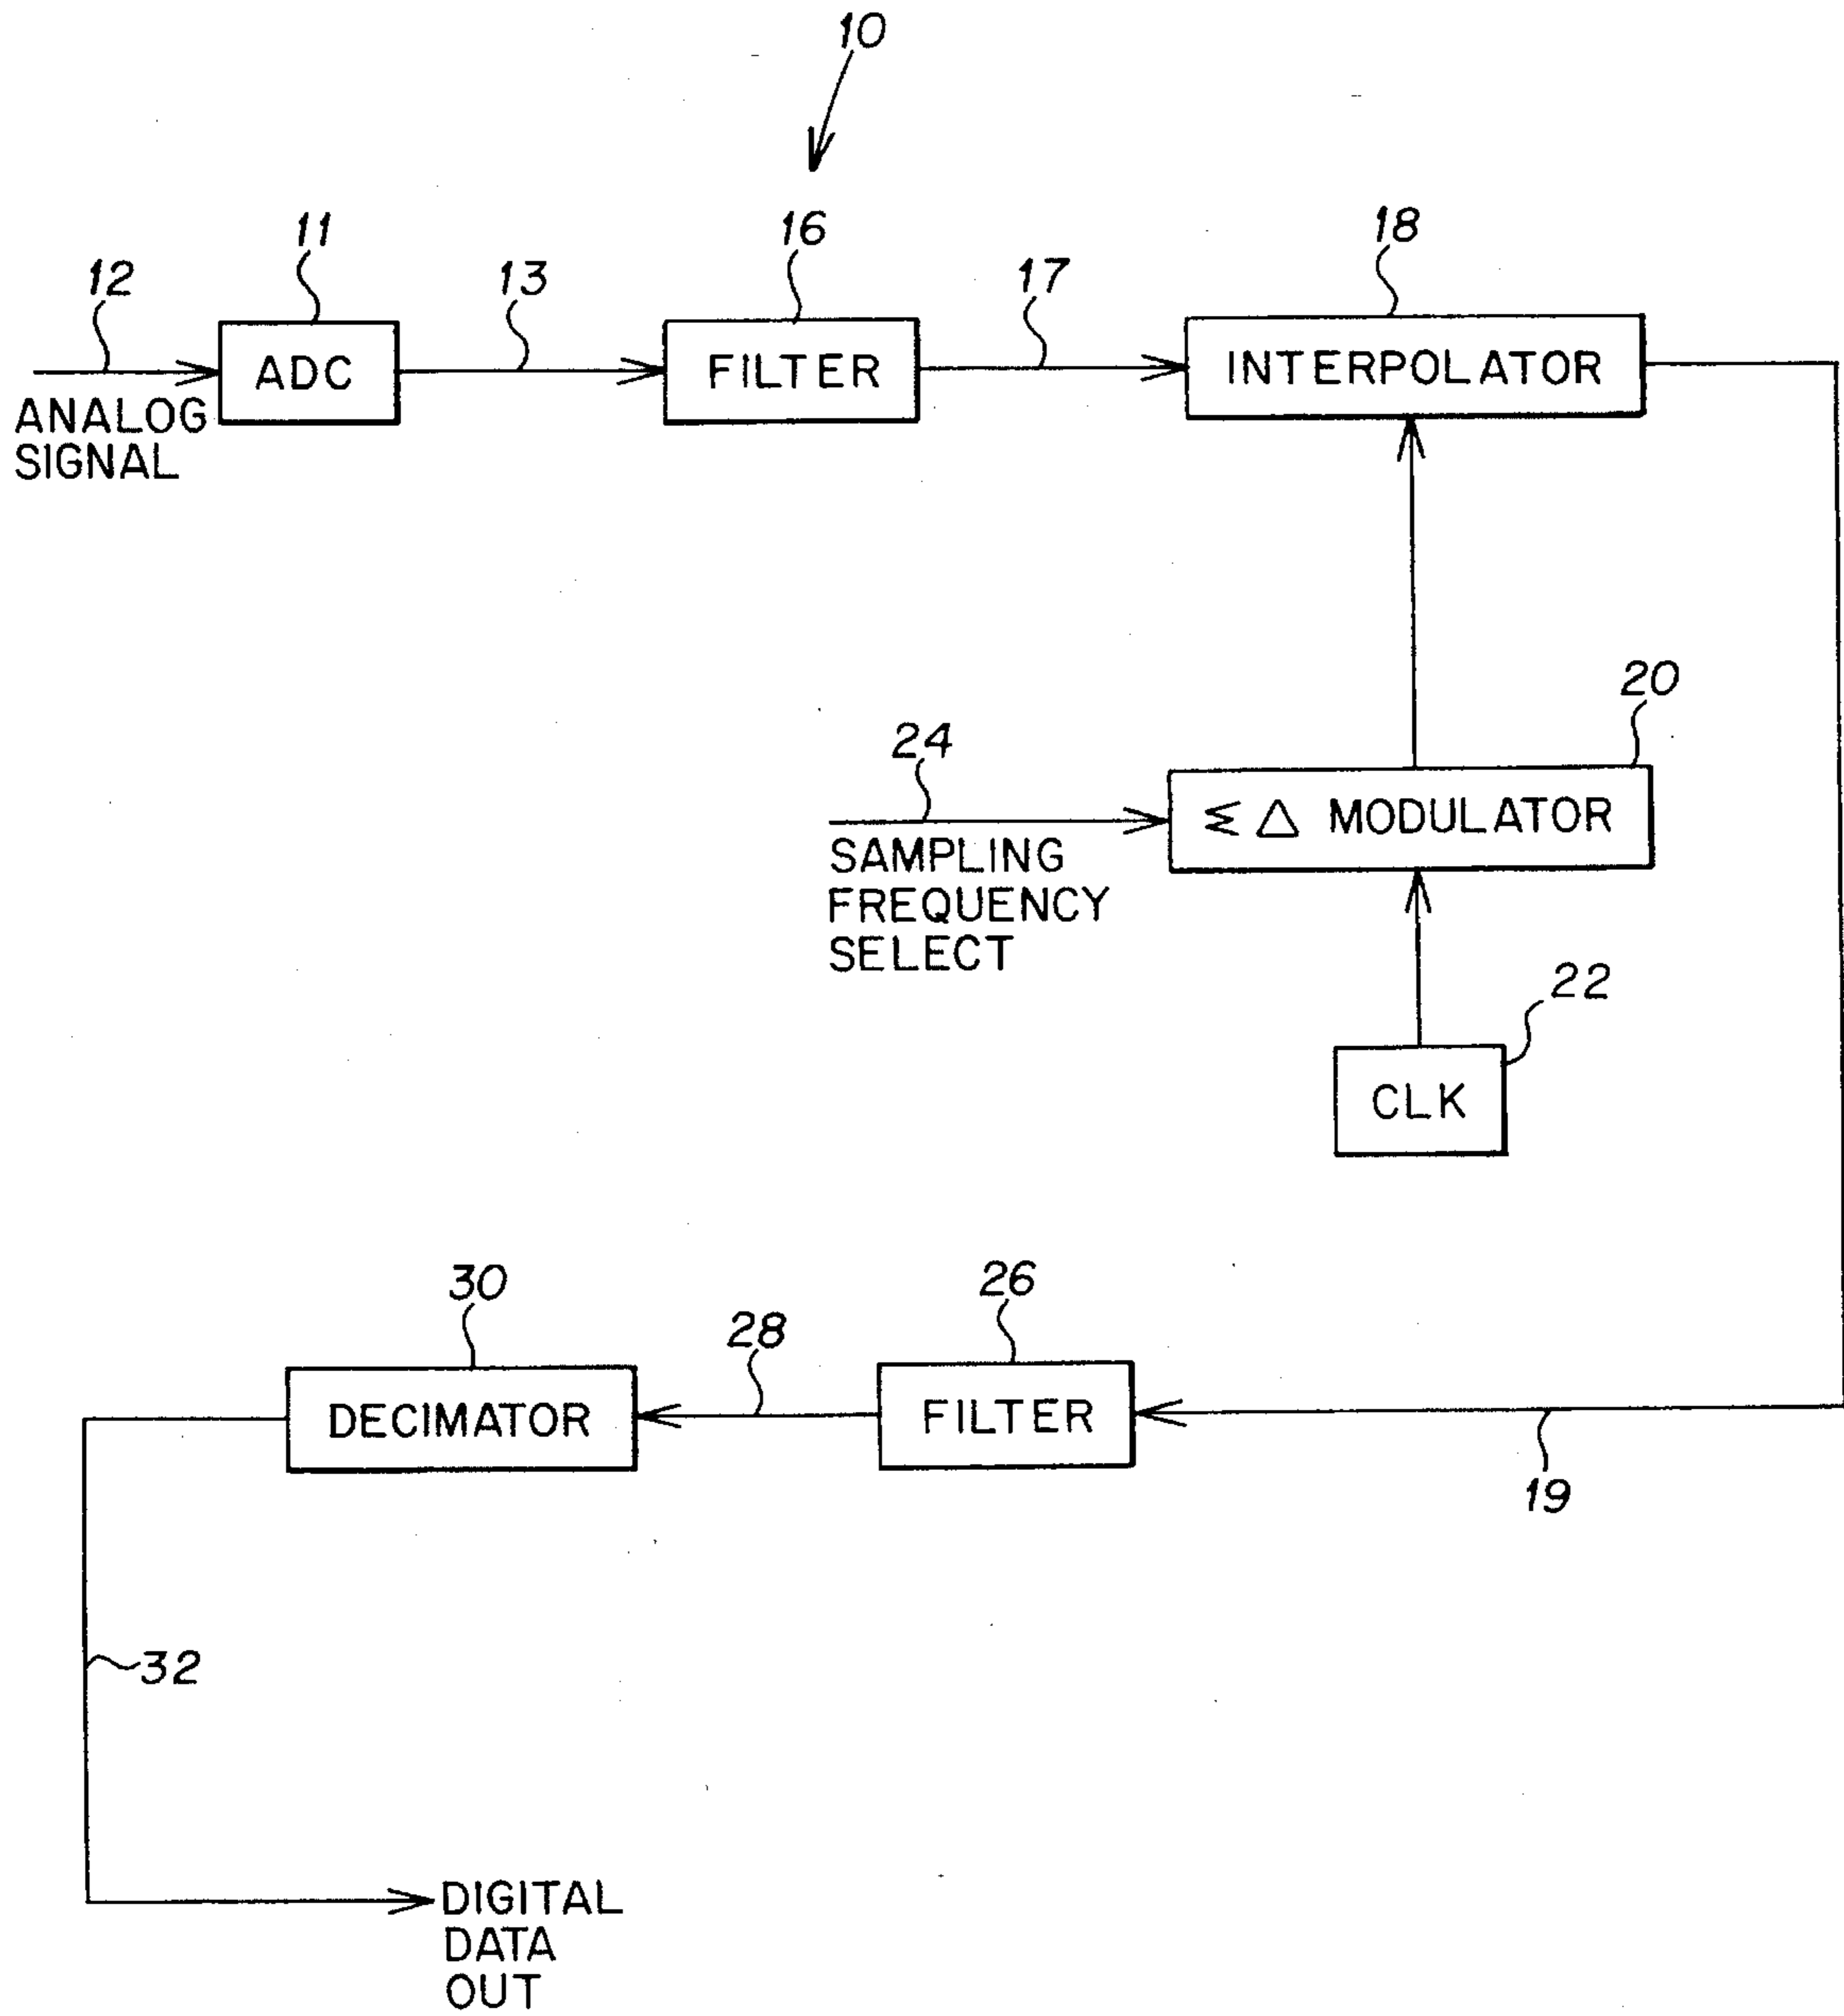 10
11
16
18
12
13
17
ADC
FILTER
INTERPOLATOR
ANALOG
SIGNAL
20
24
Σ Δ MODULATOR
SAMPLING
FREQUENCY
SELECT
22
CLK
30
26
28
DECIMATOR
FILTER
19
32
DIGITAL
DATA
OUT